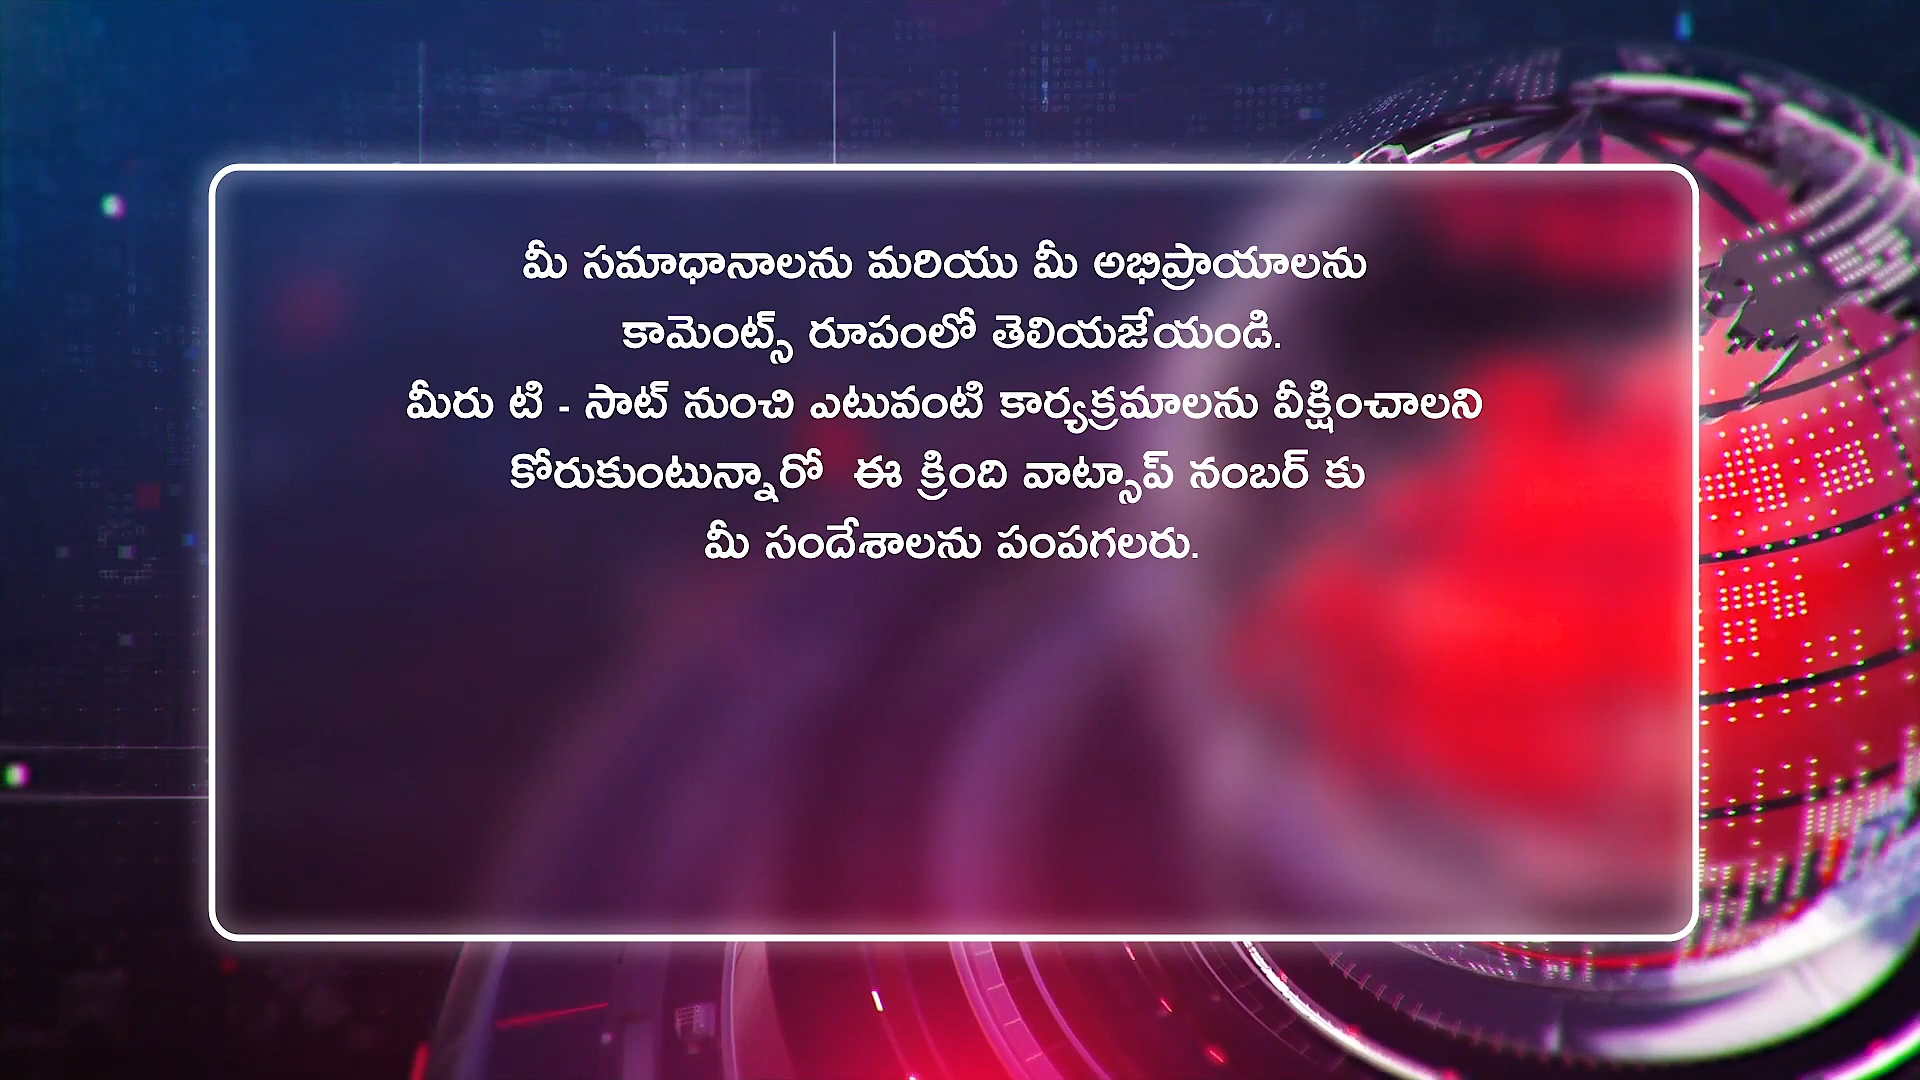 మీ సమాధానాలను మరియు మీ అభిప్రాయాలను
కామెంట్స్ రూపంలో తెలియజేయండి.
మీరు టి - సాట్ నుంచి ఎటువంటి కార్యక్రమాలను వీక్షించాలని
కోరుకుంటున్నారో ఈ క్రింది వాట్సాప్ నంబర్ కు
మీ సందేశాలను పంపగలరు.